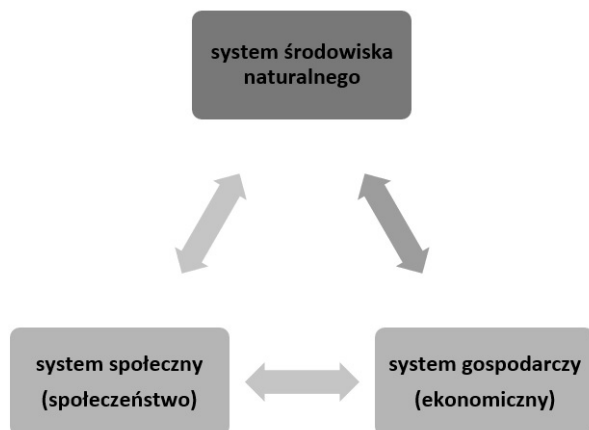 system środowiska
naturalnego
system społeczny
(społeczeństwo)
system gospodarczy
(ekonomiczny)